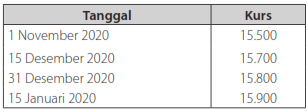 Tanggal Kurs
1 November 2020 15.500
15 Desember 2020 15.700
31 Desember 2020 15.800
15 Januari 2020 15.900